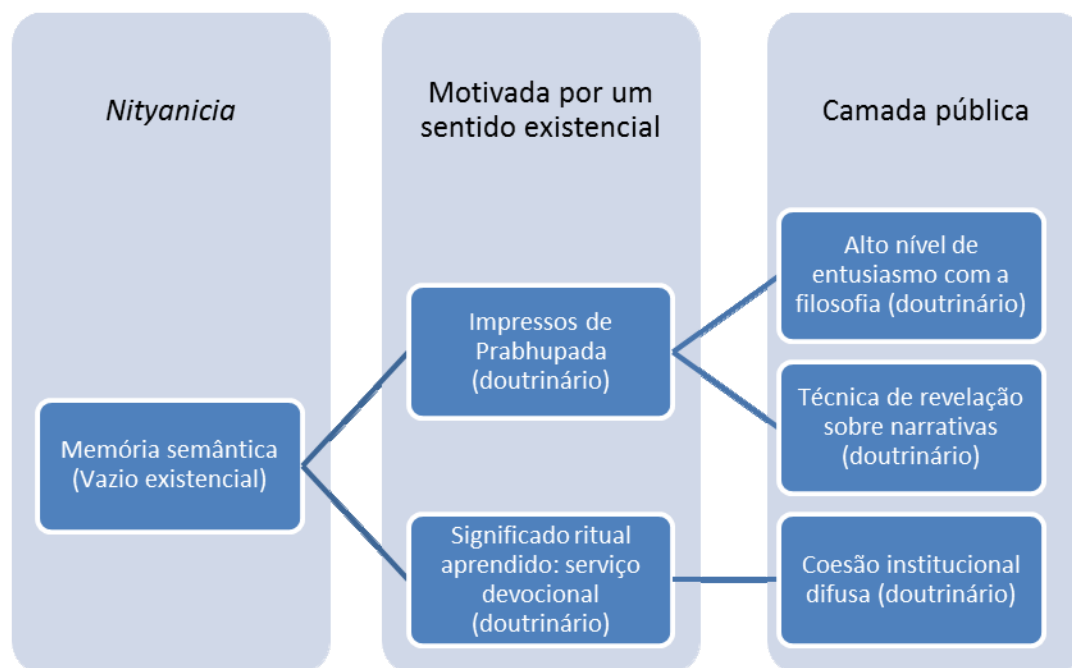 Nityanicia
Memória semântica
(Vazio existencial)
Motivada por um
sentido existencial
Impressos de
Prabhupada
(doutrinário)
Significado ritual
aprendido: serviço
devocional
(doutrinário)
Camada pública
Alto nível de
entusiasmo com a
filosofia (doutrinário)
Técnica de revelação
sobre narrativas
(doutrinário)
Coesão institucional
difusa (doutrinário)